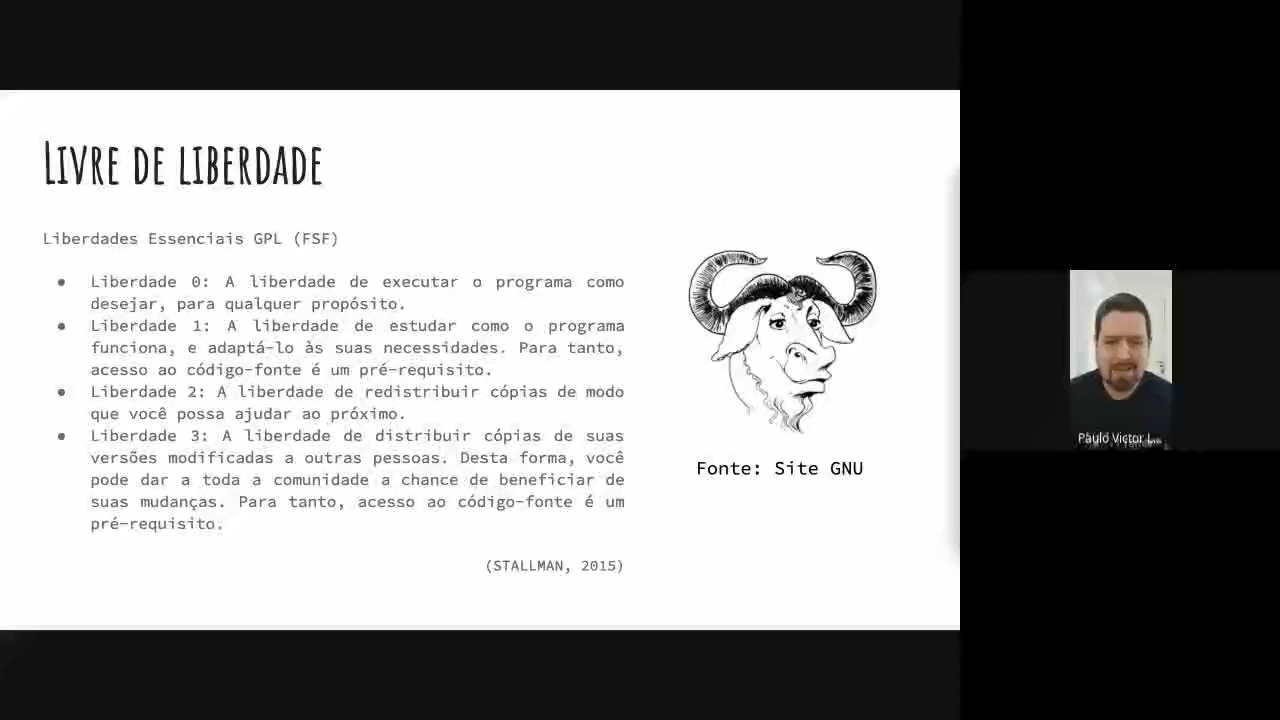 LIVRE DE LIBERDADE
Liberdades Essenciais GPL (FSF)
● Liberdade 0: A liberdade de executar o programa como
desejar, para qualquer propósito.
● Liberdade 1: A liberdade de estudar como o programa
funciona, e adaptá-lo às suas necessidades. Para tanto,
acesso ao código-fonte é um pré-requisito.
● Liberdade 2: A liberdade de redistribuir cópias de modo
que você possa ajudar ao próximo.
● Liberdade 3: A liberdade de distribuir cópias de suas
versões modificadas a outras pessoas. Desta forma, você
pode dar a toda a comunidade a chance de beneficiar de
suas mudanças. Para tanto, acesso ao código-fonte é um
pré-requisito.
(STALLMAN, 2015)
Fonte: Site GNU
Paulo Victor L...